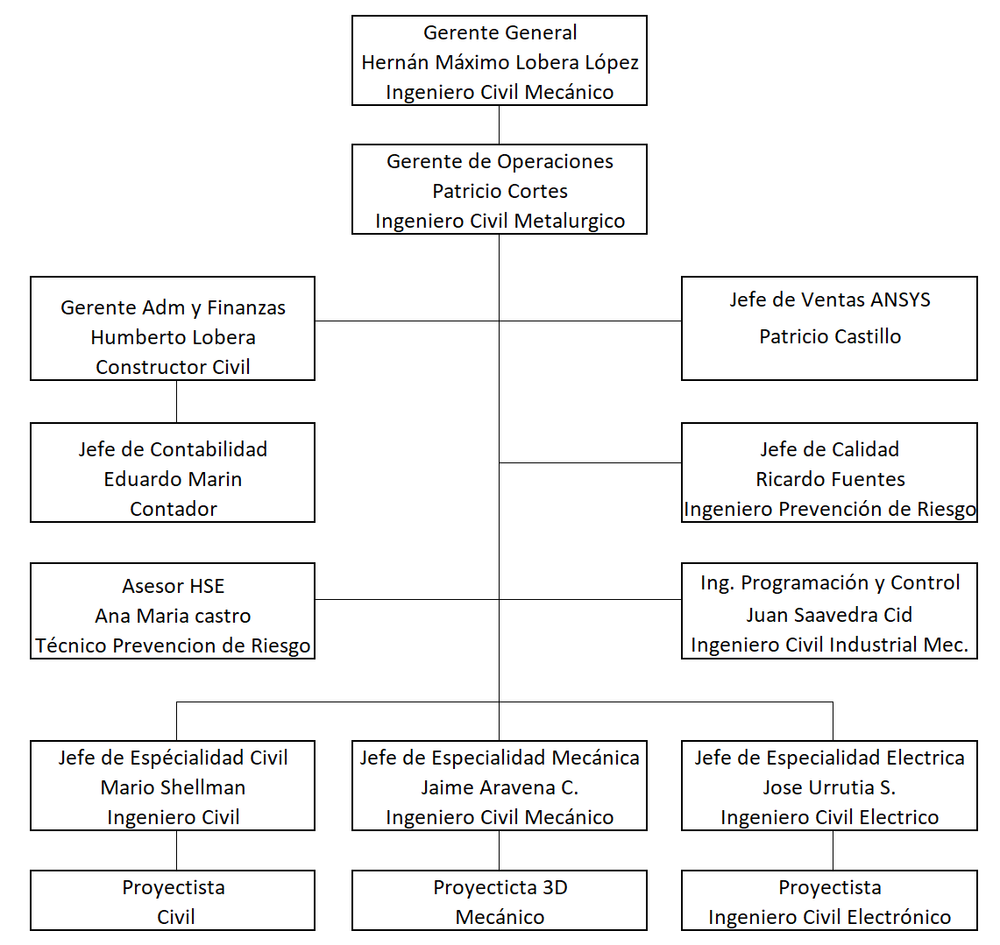 Gerente General
Hernán Máximo Lobera López
Ingeniero Civil Mecánico
Gerente de Operaciones
Patricio Cortes
Ingeniero Civil Metalurgico
Gerente Adm y Finanzas
Humberto Lobera
Constructor Civil
Jefe de Ventas ANSYS
Patricio Castillo
Jefe de Contabilidad
Eduardo Marin
Contador
Jefe de Calidad
Ricardo Fuentes
Ingeniero Prevención de Riesgo
Asesor HSE
Ana Maria castro
Técnico Prevencion de Riesgo
Ing. Programación y Control
Juan Saavedra Cid
Ingeniero Civil Industrial Mec.
Jefe de Espécialidad Civil
Mario Shellman
Ingeniero Civil
Jefe de Especialidad Mecánica
Jaime Aravena C.
Ingeniero Civil Mecánico
Jefe de Especialidad Electrica
Jose Urrutia S.
Ingeniero Civil Electrico
Proyectista
Civil
Proyecticta 3D
Mecánico
Proyectista
Ingeniero Civil Electrónico